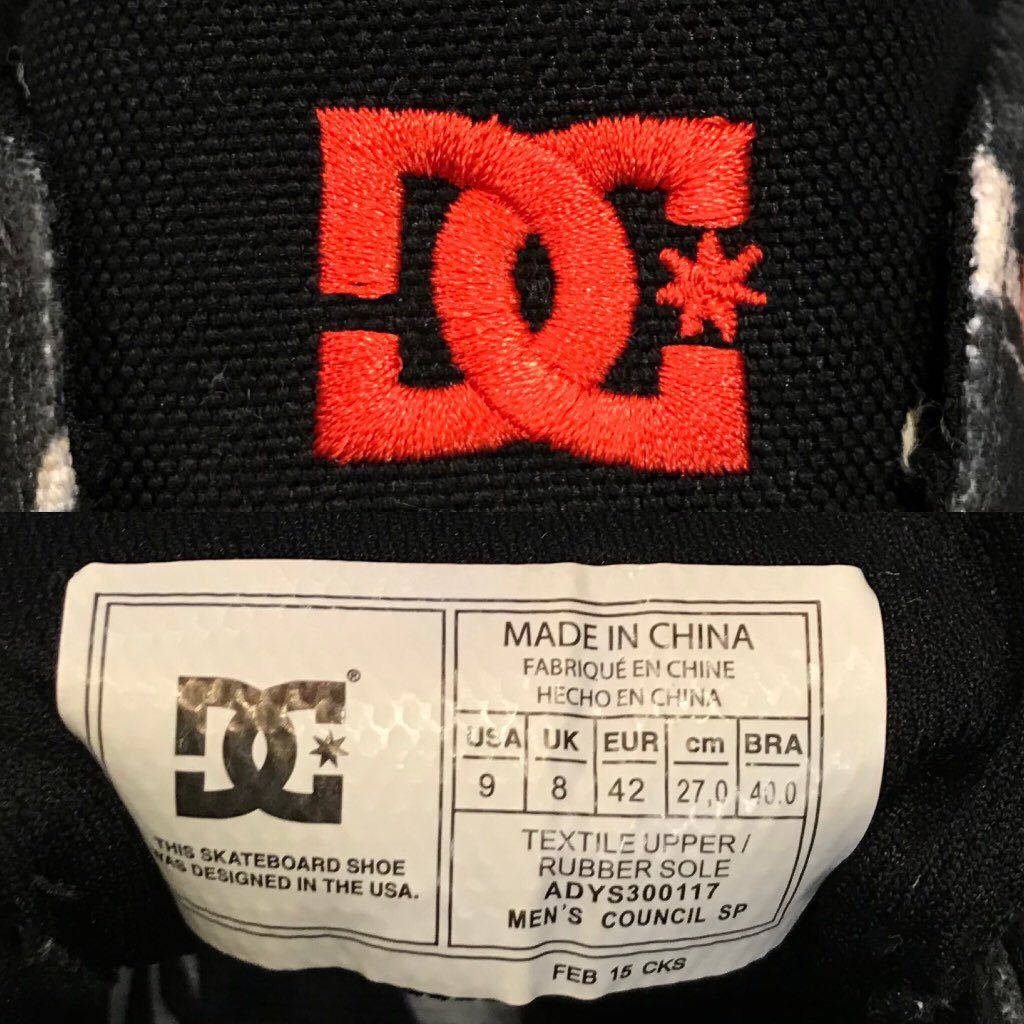 DC
DC®
THIS SKATEBOARD SHOE
WAS DESIGNED IN THE USA.
MADE IN CHINA
FABRIQUÉ EN CHINE
HECHO EN CHINA
USA UK EUR cm BRA
9 8 42 27,0 40.0
TEXTILE UPPER/
RUBBER SOLE
ADYS300117
MEN'S COUNCIL SP
FEB 15 CKS